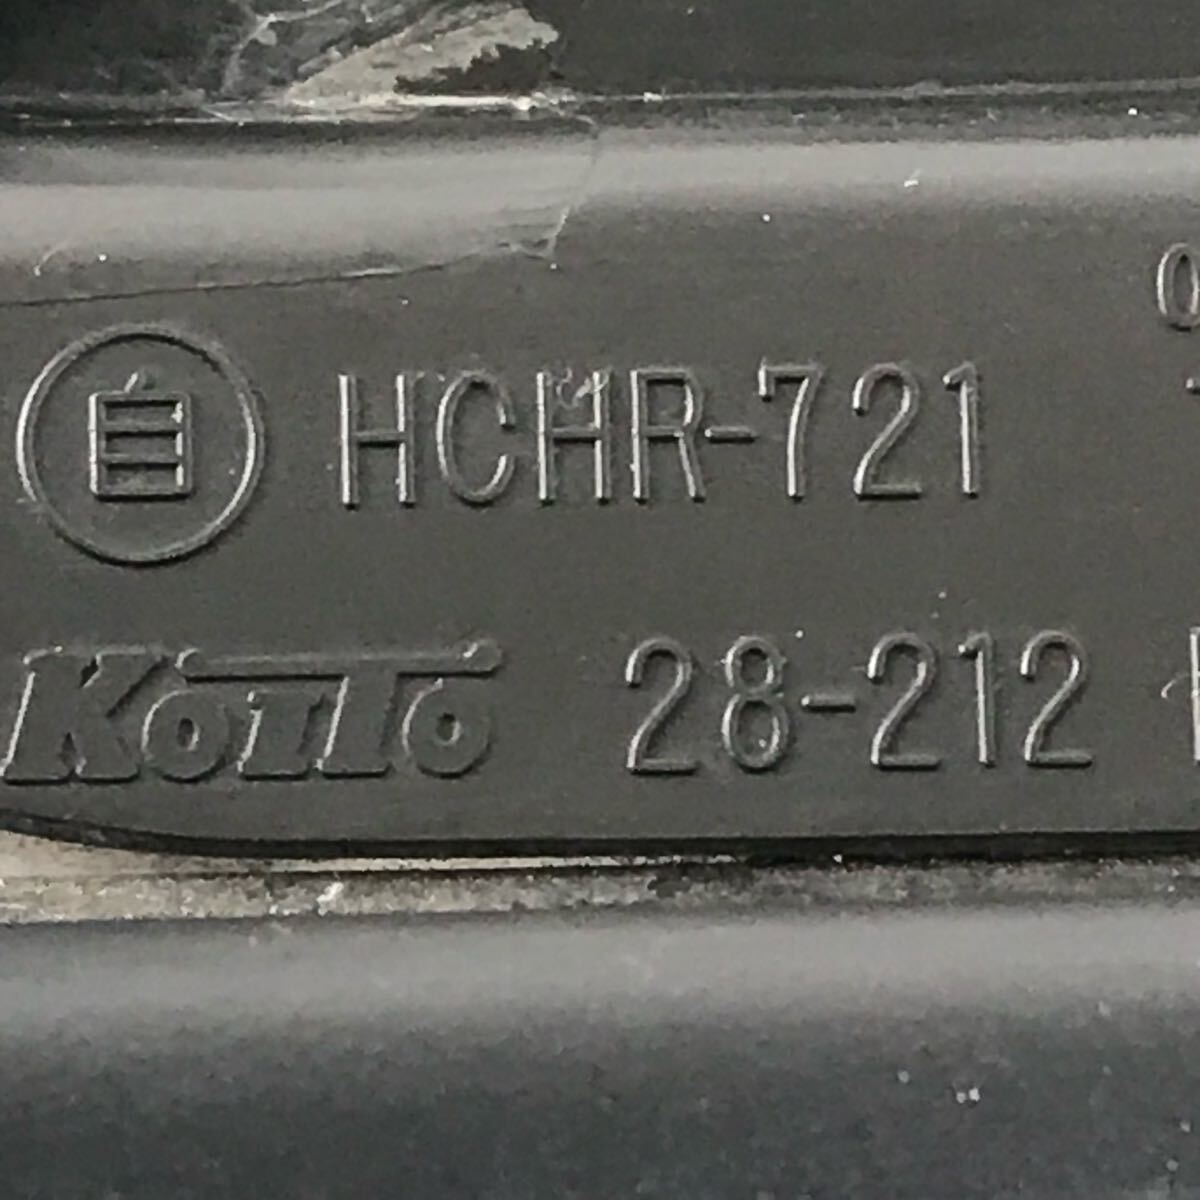 自 HCHR-721
KOITO 28-212